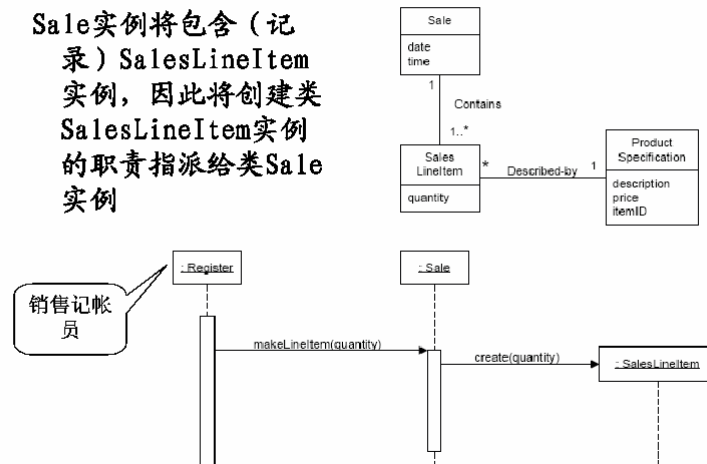 Sale实例将包含（记
录）SalesLineItem
实例，因此将创建类
SalesLineItem实例
的职责指派给类Sale
实例
Sale
date
time
1
Contains
1..*
Sales
LineItem
quantity
*
Described-by
1
Product
Specification
description
price
itemID
销售记帐
员
: Register
: Sale
makeLineItem(quantity)
create(quantity)
: SalesLineItem